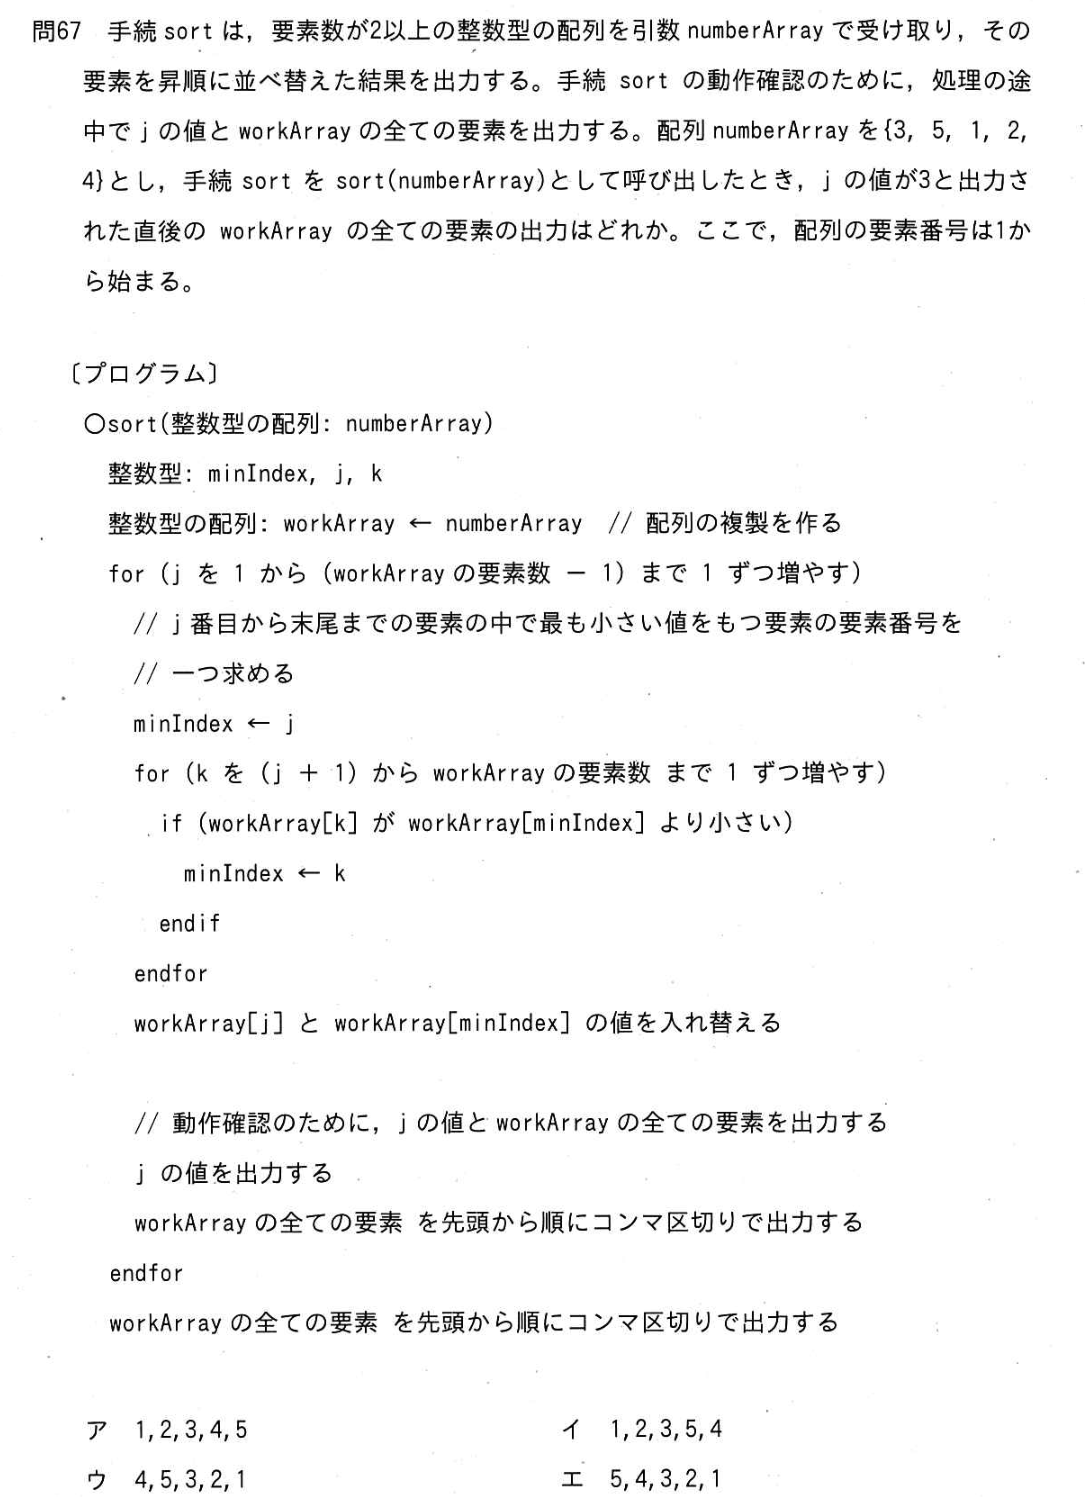 問67 手続 sort は，要素数が2以上の整数型の配列を引数 numberArray で受け取り，その
要素を昇順に並べ替えた結果を出力する。手続 sort の動作確認のために，処理の途
中で j の値と workArray の全ての要素を出力する。配列 numberArray を{3, 5, 1, 2,
4}とし，手続 sort を sort(numberArray)として呼び出したとき，j の値が3と出力さ
れた直後の workArray の全ての要素の出力はどれか。ここで，配列の要素番号は1か
ら始まる。
〔プログラム〕
○sort(整数型の配列: numberArray)
整数型: minIndex, j, k
整数型の配列: workArray ← numberArray // 配列の複製を作る
for (j を 1 から (workArray の要素数 － 1) まで 1 ずつ増やす)
// j 番目から末尾までの要素の中で最も小さい値をもつ要素の要素番号を
// 一つ求める
minIndex ← j
for (k を (j + 1) から workArray の要素数 まで 1 ずつ増やす)
if (workArray[k] が workArray[minIndex] より小さい)
minIndex ← k
endif
endfor
workArray[j] と workArray[minIndex] の値を入れ替える
// 動作確認のために，j の値と workArray の全ての要素を出力する
j の値を出力する
workArray の全ての要素 を先頭から順にコンマ区切りで出力する
endfor
workArray の全ての要素 を先頭から順にコンマ区切りで出力する
ア 1,2,3,4,5 イ 1,2,3,5,4
ウ 4,5,3,2,1 エ 5,4,3,2,1